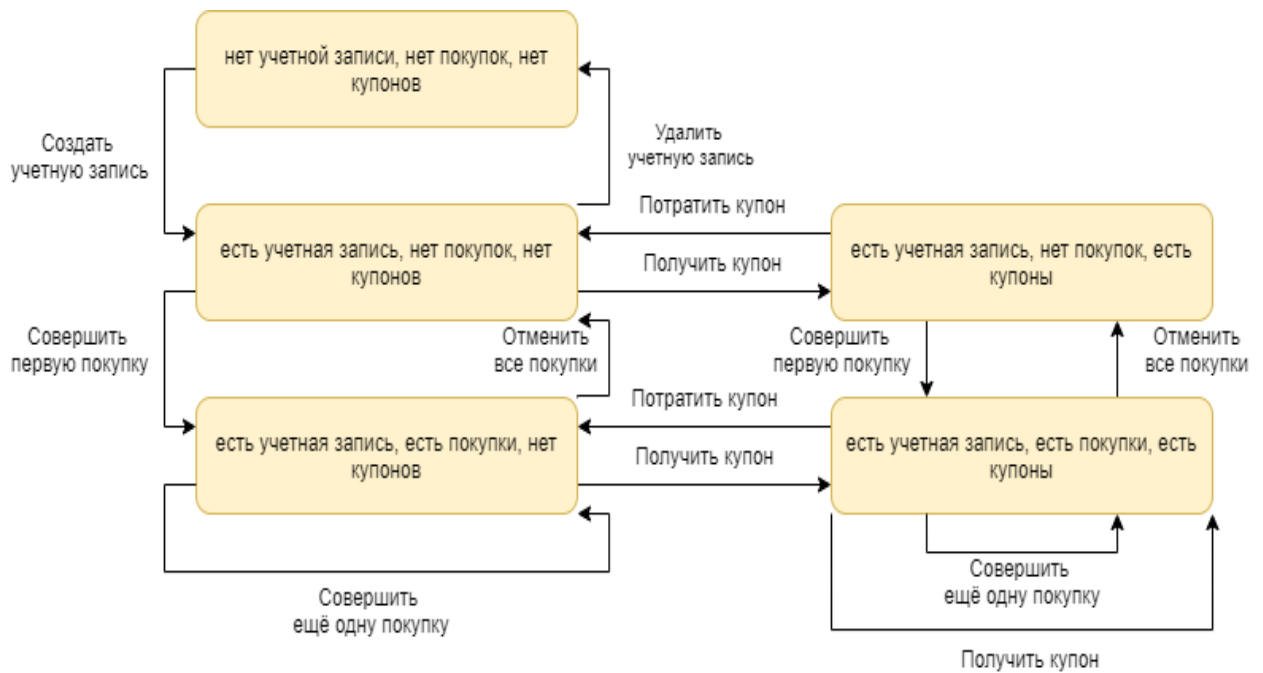 нет учетной записи, нет покупок, нет
купонов
Создать
учетную запись
Удалить
учетную запись
Потратить купон
есть учетная запись, нет покупок, нет
купонов
есть учетная запись, нет покупок, есть
купоны
Получить купон
Совершить
первую покупку
Отменить
все покупки
Совершить
первую покупку
Отменить
все покупки
Потратить купон
есть учетная запись, есть покупки, нет
купонов
есть учетная запись, есть покупки, есть
купоны
Получить купон
Совершить
ещё одну покупку
Совершить
ещё одну покупку
Получить купон